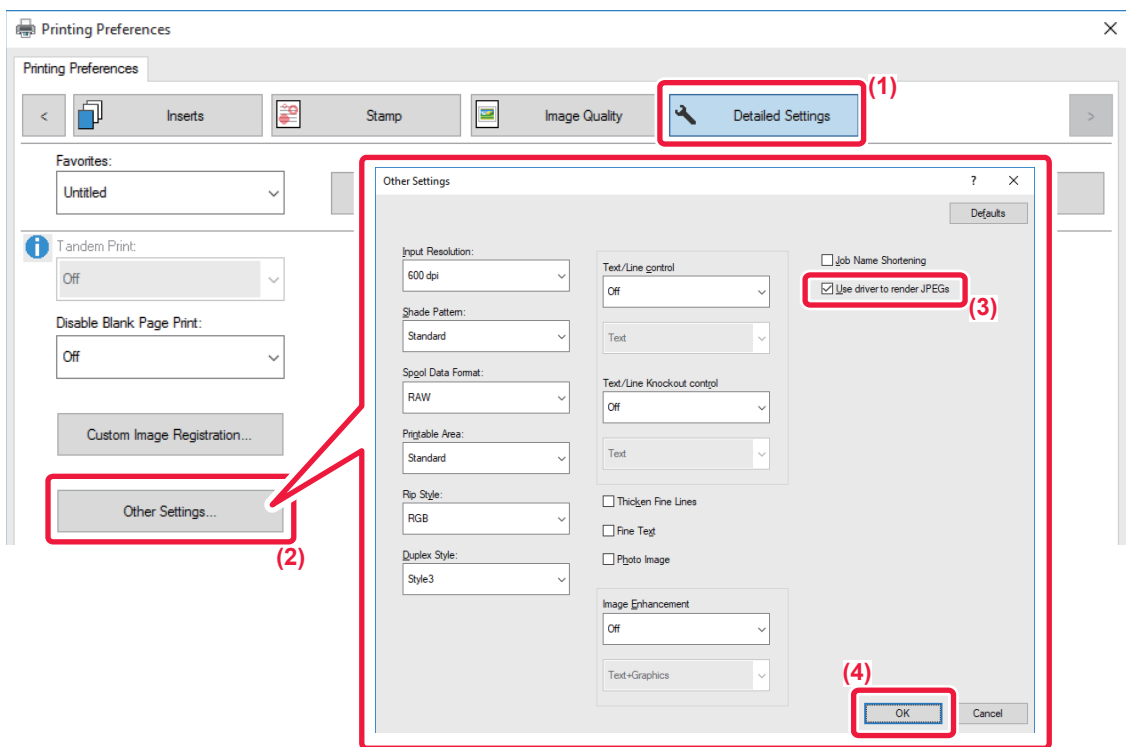 Printing Preferences
Printing Preferences
(1)
<
Inserts
Stamp
Image Quality
Detailed Settings
>
Favorites:
Untitled
Tandem Print:
Off
Disable Blank Page Print:
Off
Custom Image Registration...
Other Settings...
(2)
Other Settings
?
Defaults
Input Resolution:
600 dpi
Shade Pattern:
Standard
Spool Data Format:
RAW
Printable Area:
Standard
Rip Style:
RGB
Duplex Style:
Style3
Text/Line control
Off
Text
Text/Line Knockout control
Off
Text
Thicken Fine Lines
Fine Text
Photo Image
Image Enhancement
Off
Text+Graphics
Job Name Shortening
Use driver to render JPEGs
(3)
(4)
OK
Cancel